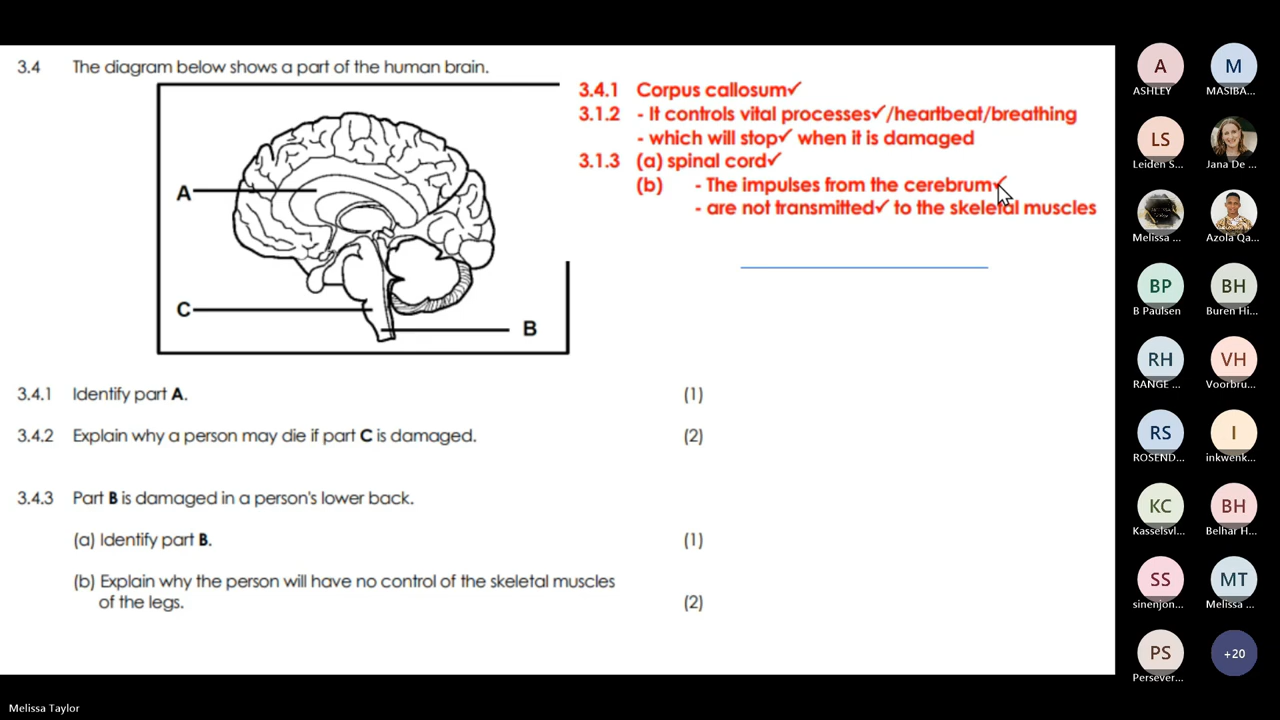 3.4 The diagram below shows a part of the human brain.
A
C
B
3.4.1 Corpus callosum✓
3.1.2 - It controls vital processes✓/heartbeat/breathing
- which will stop✓ when it is damaged
3.1.3 (a) spinal cord✓
(b) - The impulses from the cerebrum✓
- are not transmitted✓ to the skeletal muscles
3.4.1 Identify part A. (1)
3.4.2 Explain why a person may die if part C is damaged. (2)
3.4.3 Part B is damaged in a person's lower back.
(a) Identify part B. (1)
(b) Explain why the person will have no control of the skeletal muscles
of the legs. (2)
A M
ASHLEY MASIBA...
LS
Leiden S... Jana De ...
Melissa ... Azola Qa...
BP BH
B Paulsen Buren Hi...
RH VH
RANGE ... Voorbru...
RS I
ROSEND... inkwenk...
KC BH
Kasselsvl... Belhar H...
SS MT
sinenjon... Melissa ...
PS +20
Persever...
Melissa Taylor